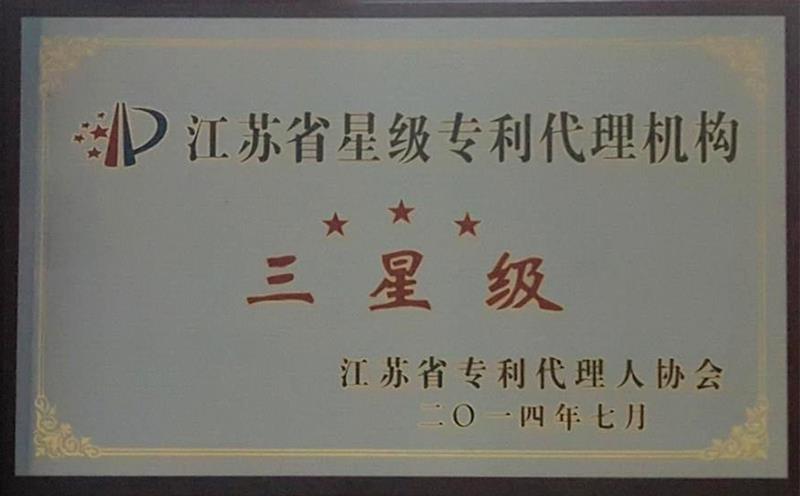 江苏省星级专利代理机构
三星级
江苏省专利代理人协会
二〇一四年七月